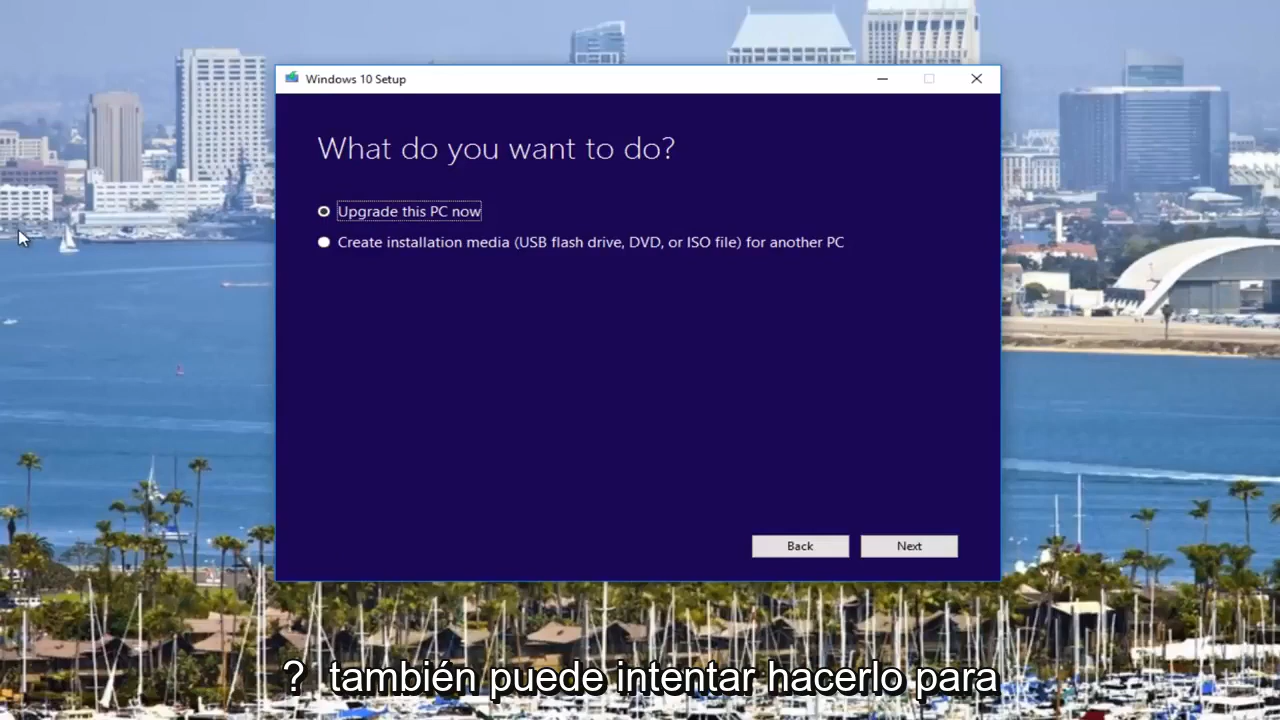 Windows 10 Setup
What do you want to do?
Upgrade this PC now
Create installation media (USB flash drive, DVD, or ISO file) for another PC
Back
Next
? también puede intentar hacerlo para